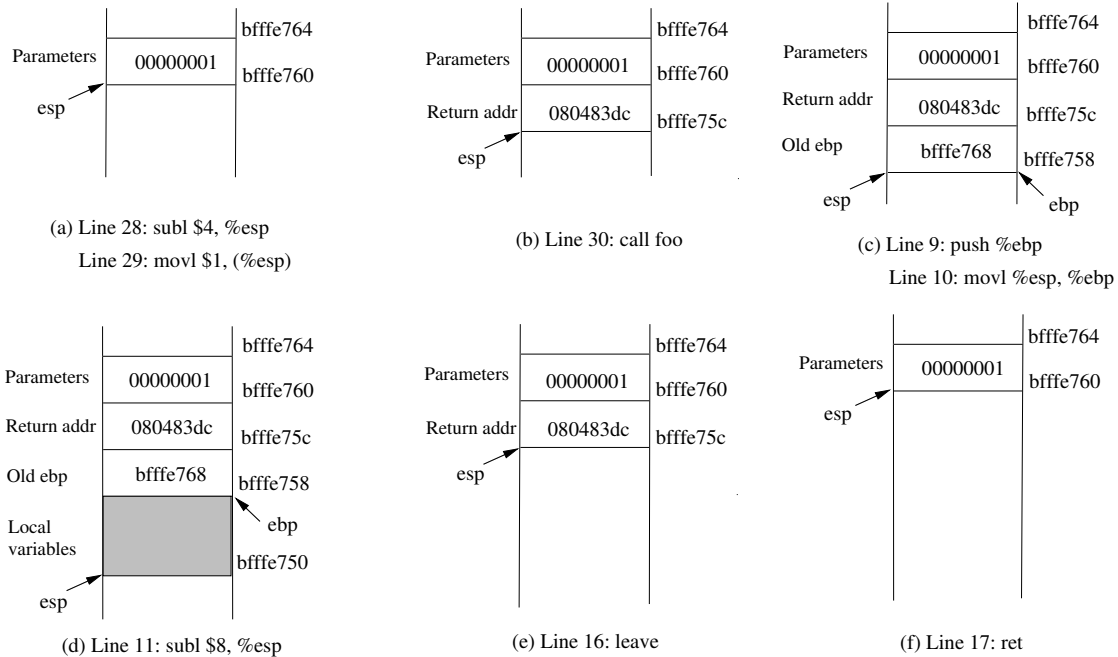 bfffe764
Parameters
00000001
bfffe760
esp
(a) Line 28: subl $4, %esp
Line 29: movl $1, (%esp)
bfffe764
Parameters
00000001
bfffe760
Return addr
080483dc
bfffe75c
esp
(b) Line 30: call foo
bfffe764
Parameters
00000001
bfffe760
Return addr
080483dc
bfffe75c
Old ebp
bfffe768
bfffe758
esp
ebp
(c) Line 9: push %ebp
Line 10: movl %esp, %ebp
bfffe764
Parameters
00000001
bfffe760
Return addr
080483dc
bfffe75c
Old ebp
bfffe768
bfffe758
ebp
Local
variables
bfffe750
esp
(d) Line 11: subl $8, %esp
bfffe764
Parameters
00000001
bfffe760
Return addr
080483dc
bfffe75c
esp
(e) Line 16: leave
bfffe764
Parameters
00000001
bfffe760
esp
(f) Line 17: ret